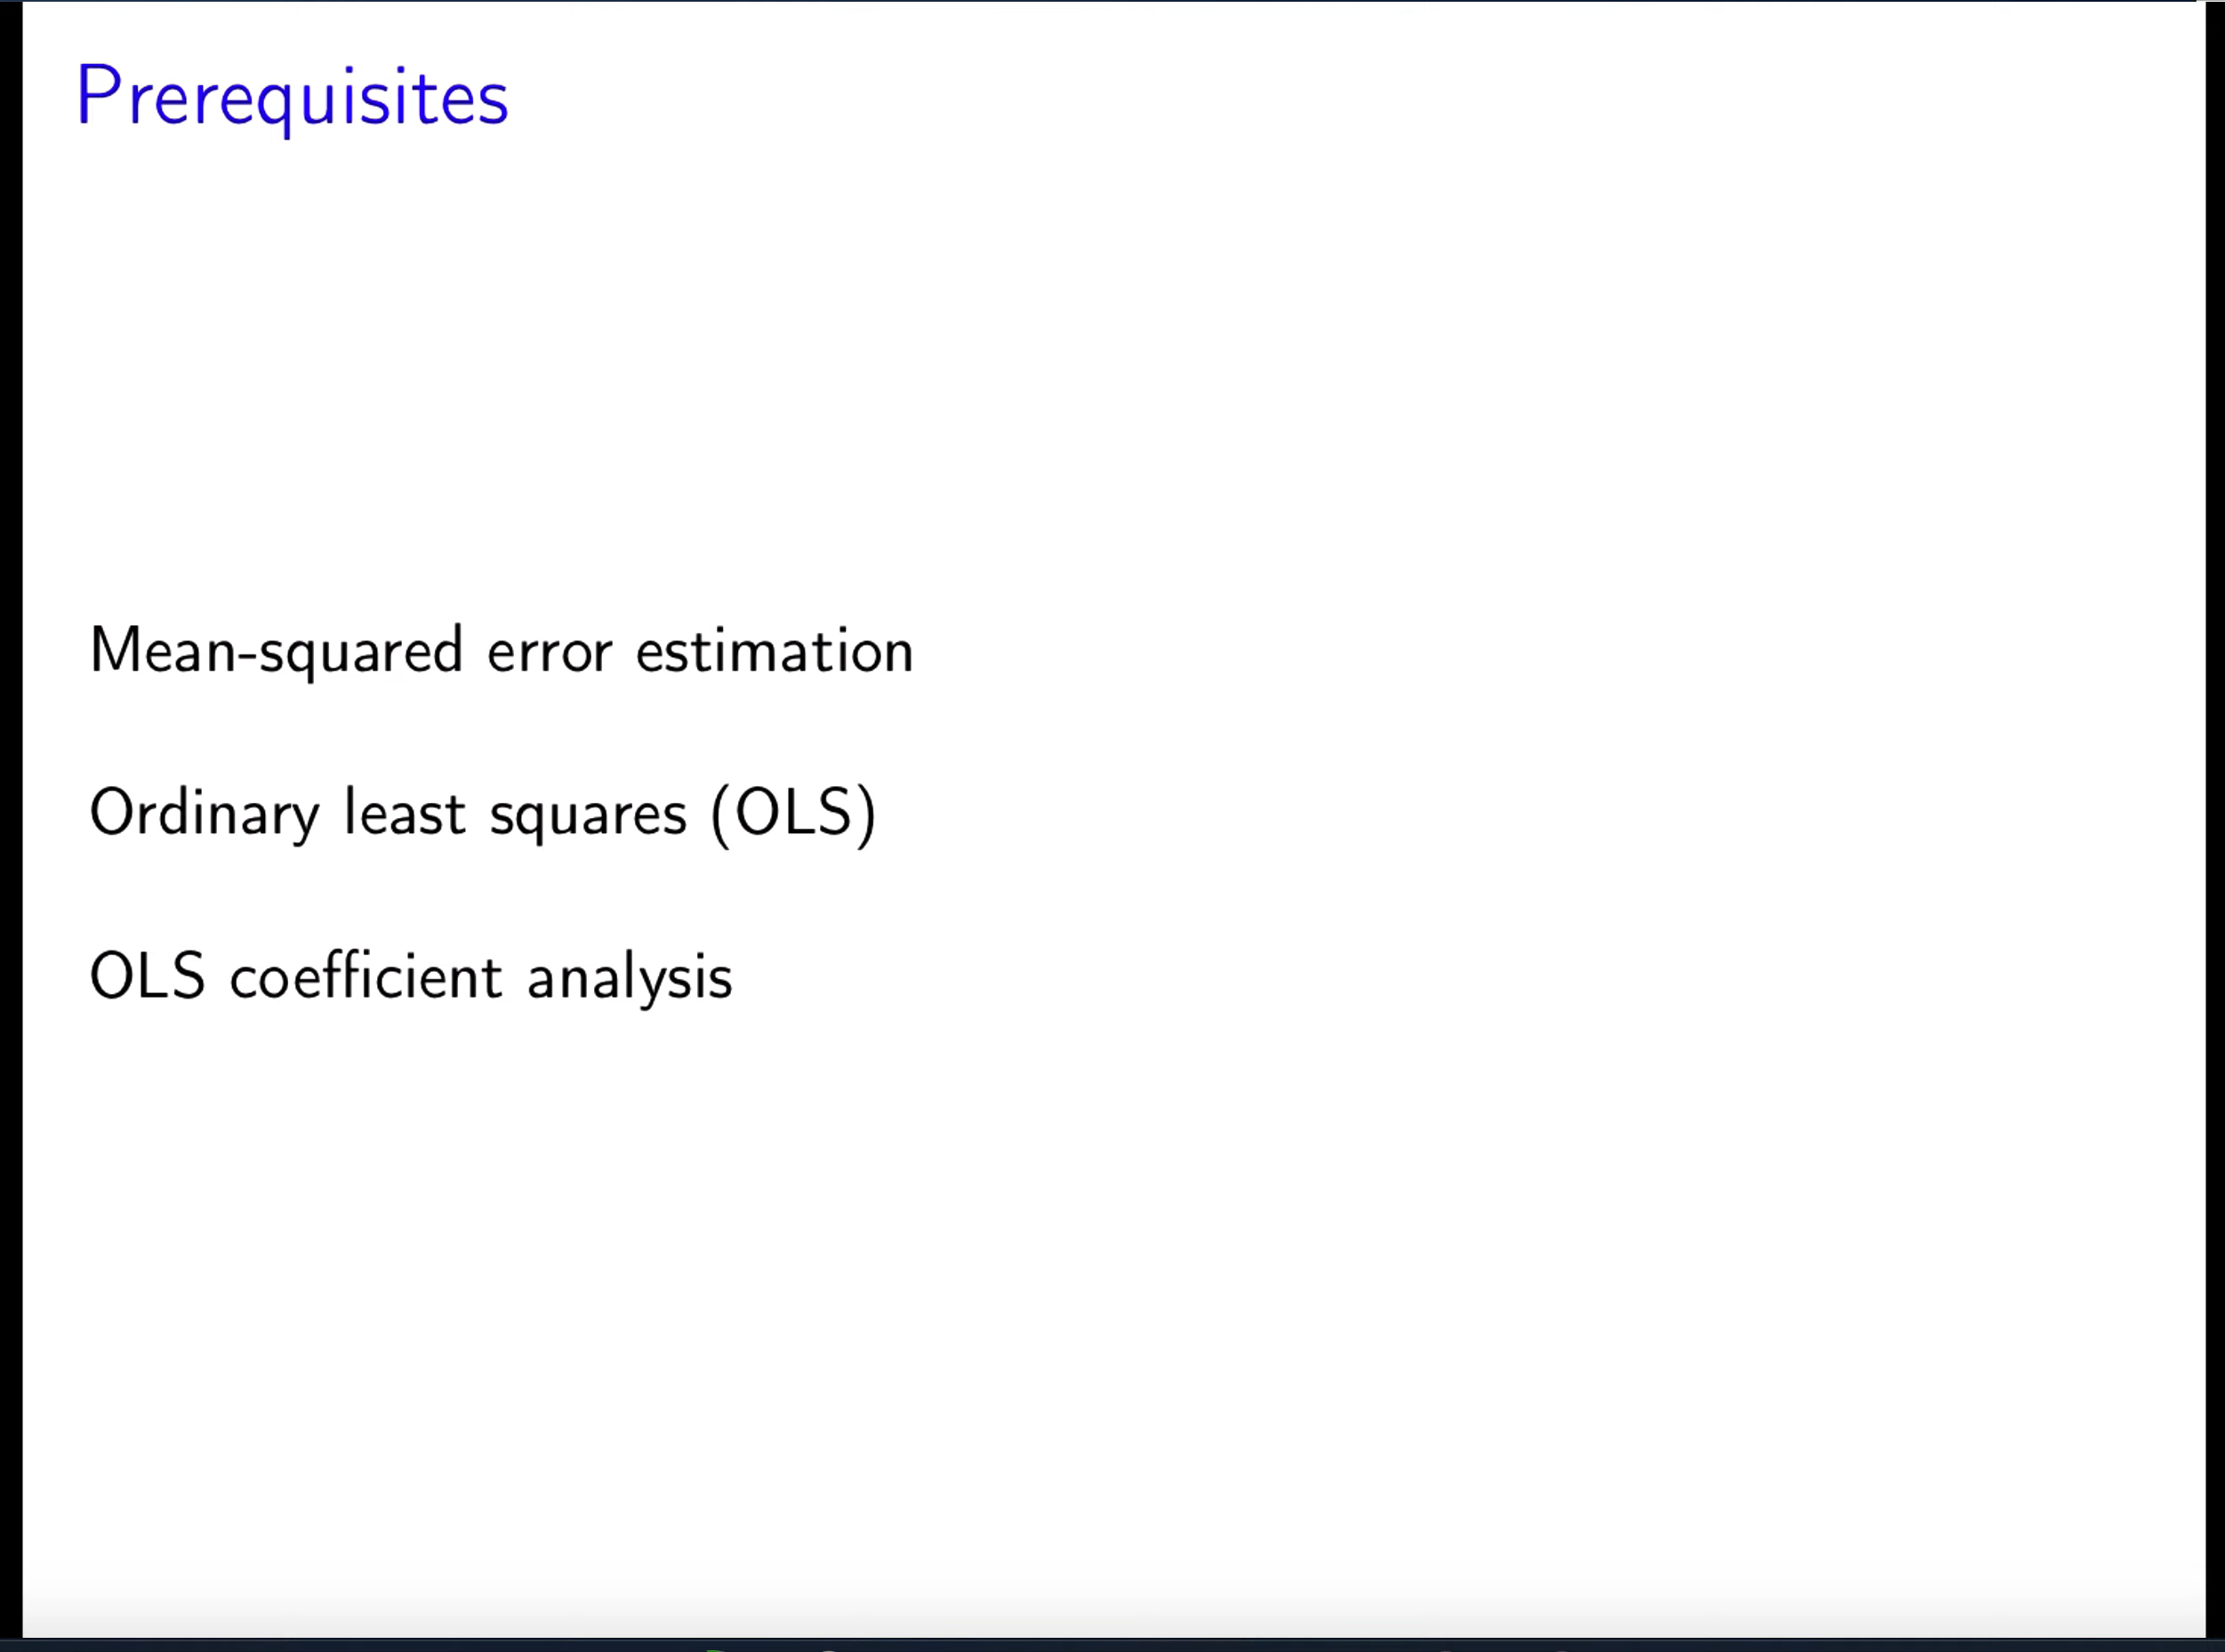 Prerequisites
Mean-squared error estimation
Ordinary least squares (OLS)
OLS coefficient analysis